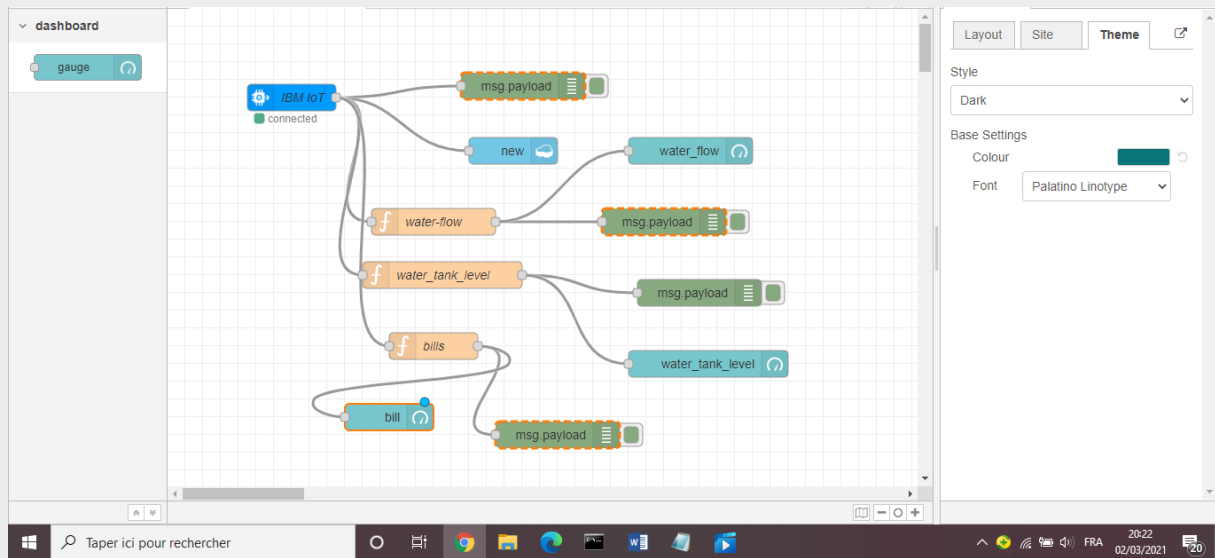 dashboard
gauge
IBM IoT
connected
msg.payload
new
water_flow
water-flow
msg.payload
water_tank_level
msg.payload
bills
water_tank_level
bill
msg.payload
Layout
Site
Theme
Style
Dark
Base Settings
Colour
Font
Palatino Linotype
Taper ici pour rechercher
FRA
20:22
02/03/2021
20